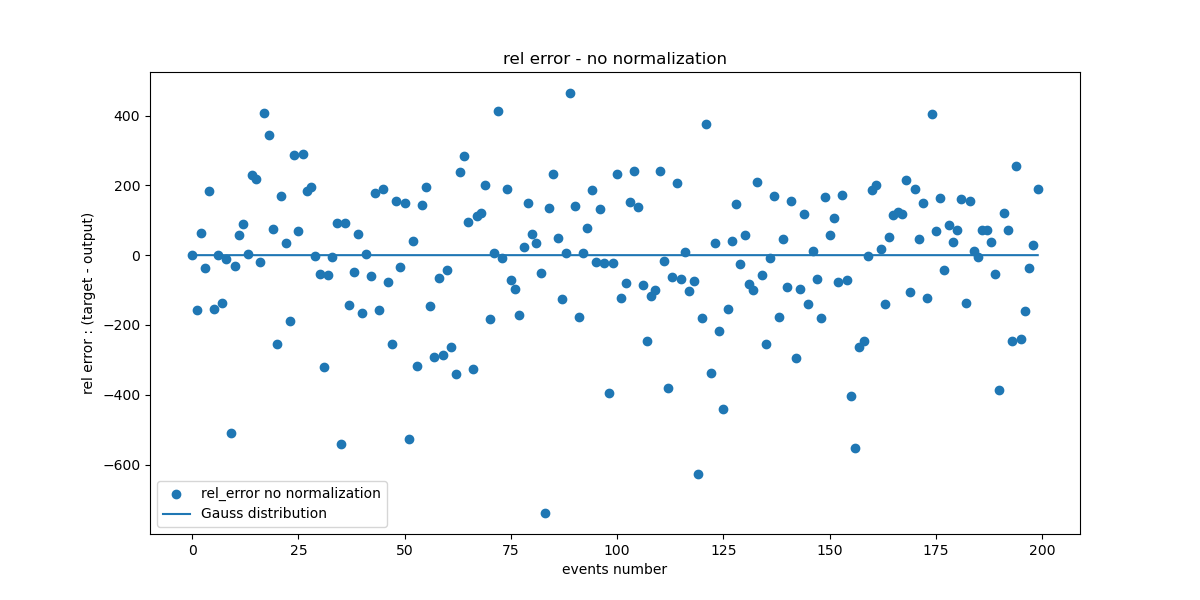 rel error - no normalization
rel error : (target - output)
400
200
0
−200
−400
−600
rel_error no normalization
Gauss distribution
0 25 50 75 100 125 150 175 200
events number